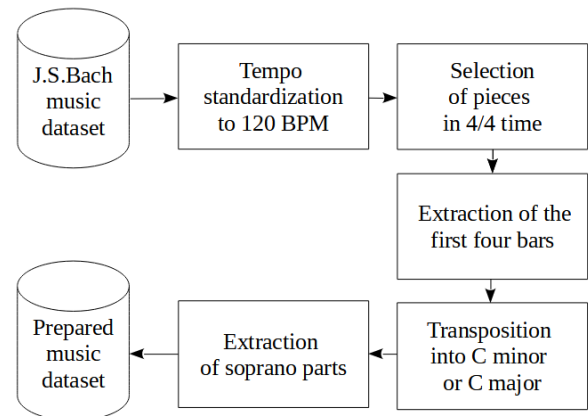 J.S.Bach
music
dataset
Tempo
standardization
to 120 BPM
Selection
of pieces
in 4/4 time
Extraction of the
first four bars
Transposition
into C minor
or C major
Extraction
of soprano parts
Prepared
music
dataset